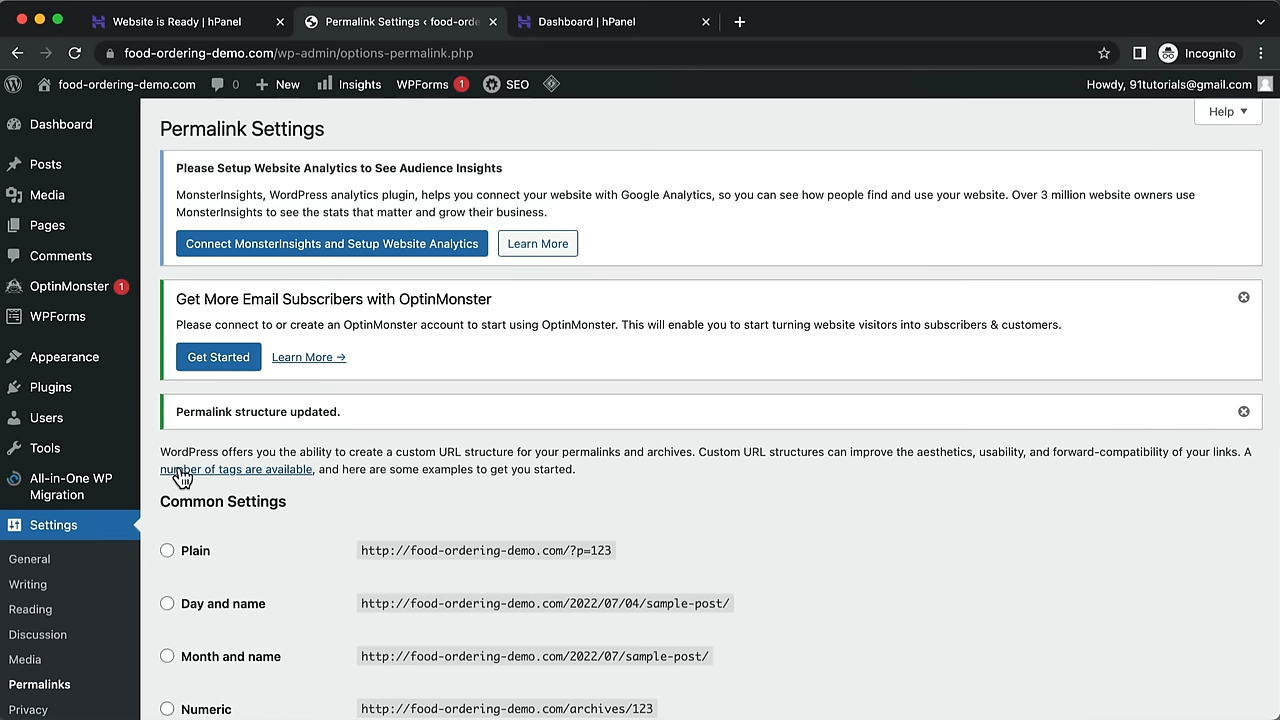 Website is Ready | hPanel
Permalink Settings ‹ food-orde
Dashboard | hPanel
food-ordering-demo.com/wp-admin/options-permalink.php
Incognito
food-ordering-demo.com
0
New
Insights
WPForms 1
SEO
Howdy, 91tutorials@gmail.com
Help ▼
Dashboard
Posts
Media
Pages
Comments
OptinMonster 1
WPForms
Appearance
Plugins
Users
Tools
All-in-One WP
Migration
Settings
General
Writing
Reading
Discussion
Media
Permalinks
Privacy
Permalink Settings
Please Setup Website Analytics to See Audience Insights
MonsterInsights, WordPress analytics plugin, helps you connect your website with Google Analytics, so you can see how people find and use your website. Over 3 million website owners use
MonsterInsights to see the stats that matter and grow their business.
Connect MonsterInsights and Setup Website Analytics
Learn More
Get More Email Subscribers with OptinMonster
Please connect to or create an OptinMonster account to start using OptinMonster. This will enable you to start turning website visitors into subscribers & customers.
Get Started
Learn More →
Permalink structure updated.
WordPress offers you the ability to create a custom URL structure for your permalinks and archives. Custom URL structures can improve the aesthetics, usability, and forward-compatibility of your links. A
number of tags are available, and here are some examples to get you started.
Common Settings
Plain
http://food-ordering-demo.com/?p=123
Day and name
http://food-ordering-demo.com/2022/07/04/sample-post/
Month and name
http://food-ordering-demo.com/2022/07/sample-post/
Numeric
http://food-ordering-demo.com/archives/123